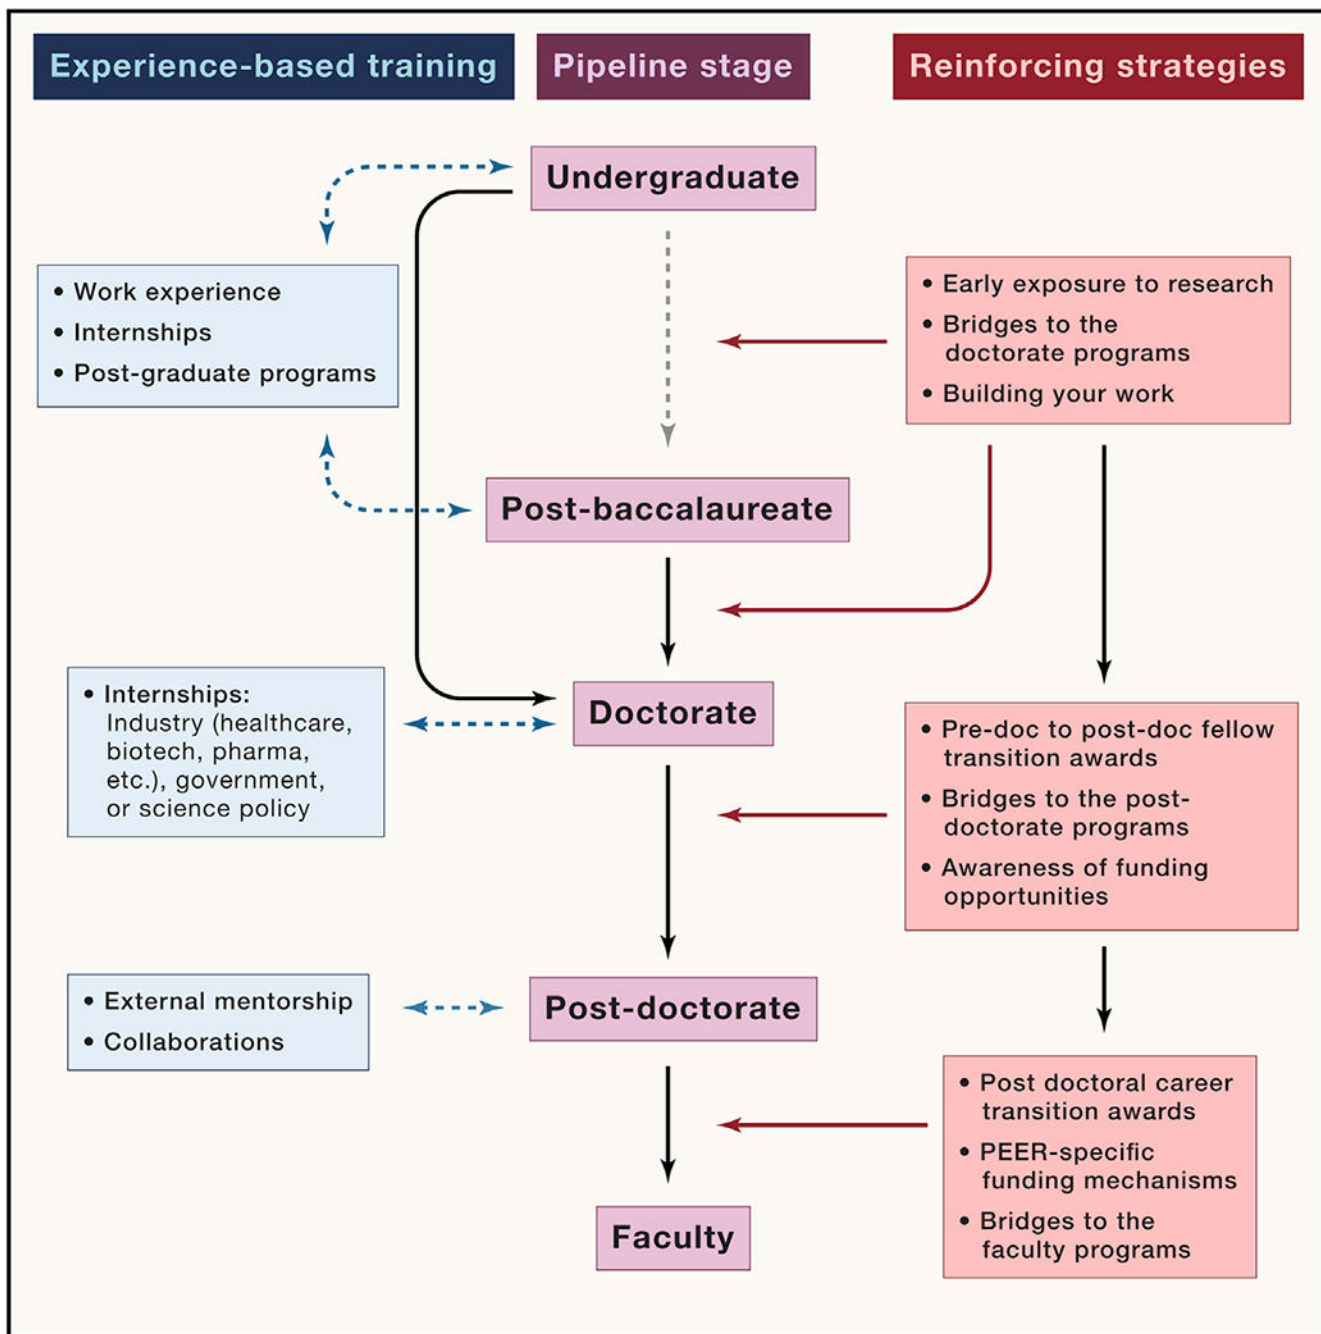 Experience-based training
Pipeline stage
Reinforcing strategies
Undergraduate
• Work experience
• Internships
• Post-graduate programs
• Early exposure to research
• Bridges to the
doctorate programs
• Building your work
Post-baccalaureate
• Internships:
Industry (healthcare,
biotech, pharma,
etc.), government,
or science policy
Doctorate
• Pre-doc to post-doc fellow
transition awards
• Bridges to the post-
doctorate programs
• Awareness of funding
opportunities
• External mentorship
• Collaborations
Post-doctorate
• Post doctoral career
transition awards
• PEER-specific
funding mechanisms
• Bridges to the
faculty programs
Faculty